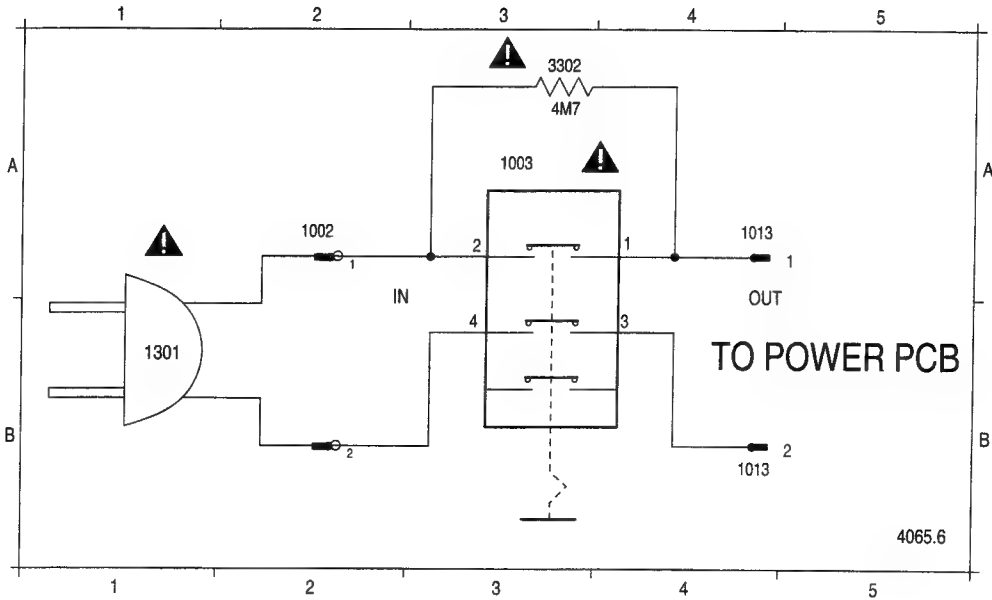 1 2 3 4 5
! 3302
4M7
A A
1003 !
! 1002 1013
2 1
1 1
IN OUT
4 3
1301 TO POWER PCB
B B
2 2
1013
4065.6
1 2 3 4 5